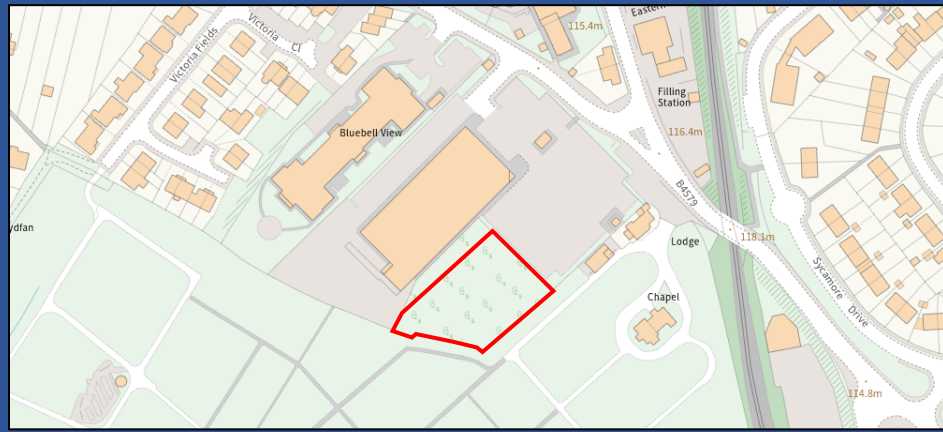 Victoria Cl
Eastern
115.4m
Victoria Fields
Filling
Station
Bluebell View
116.4m
B4579
ydfan
Lodge
118.1m
Chapel
Sycamore Drive
114.8m